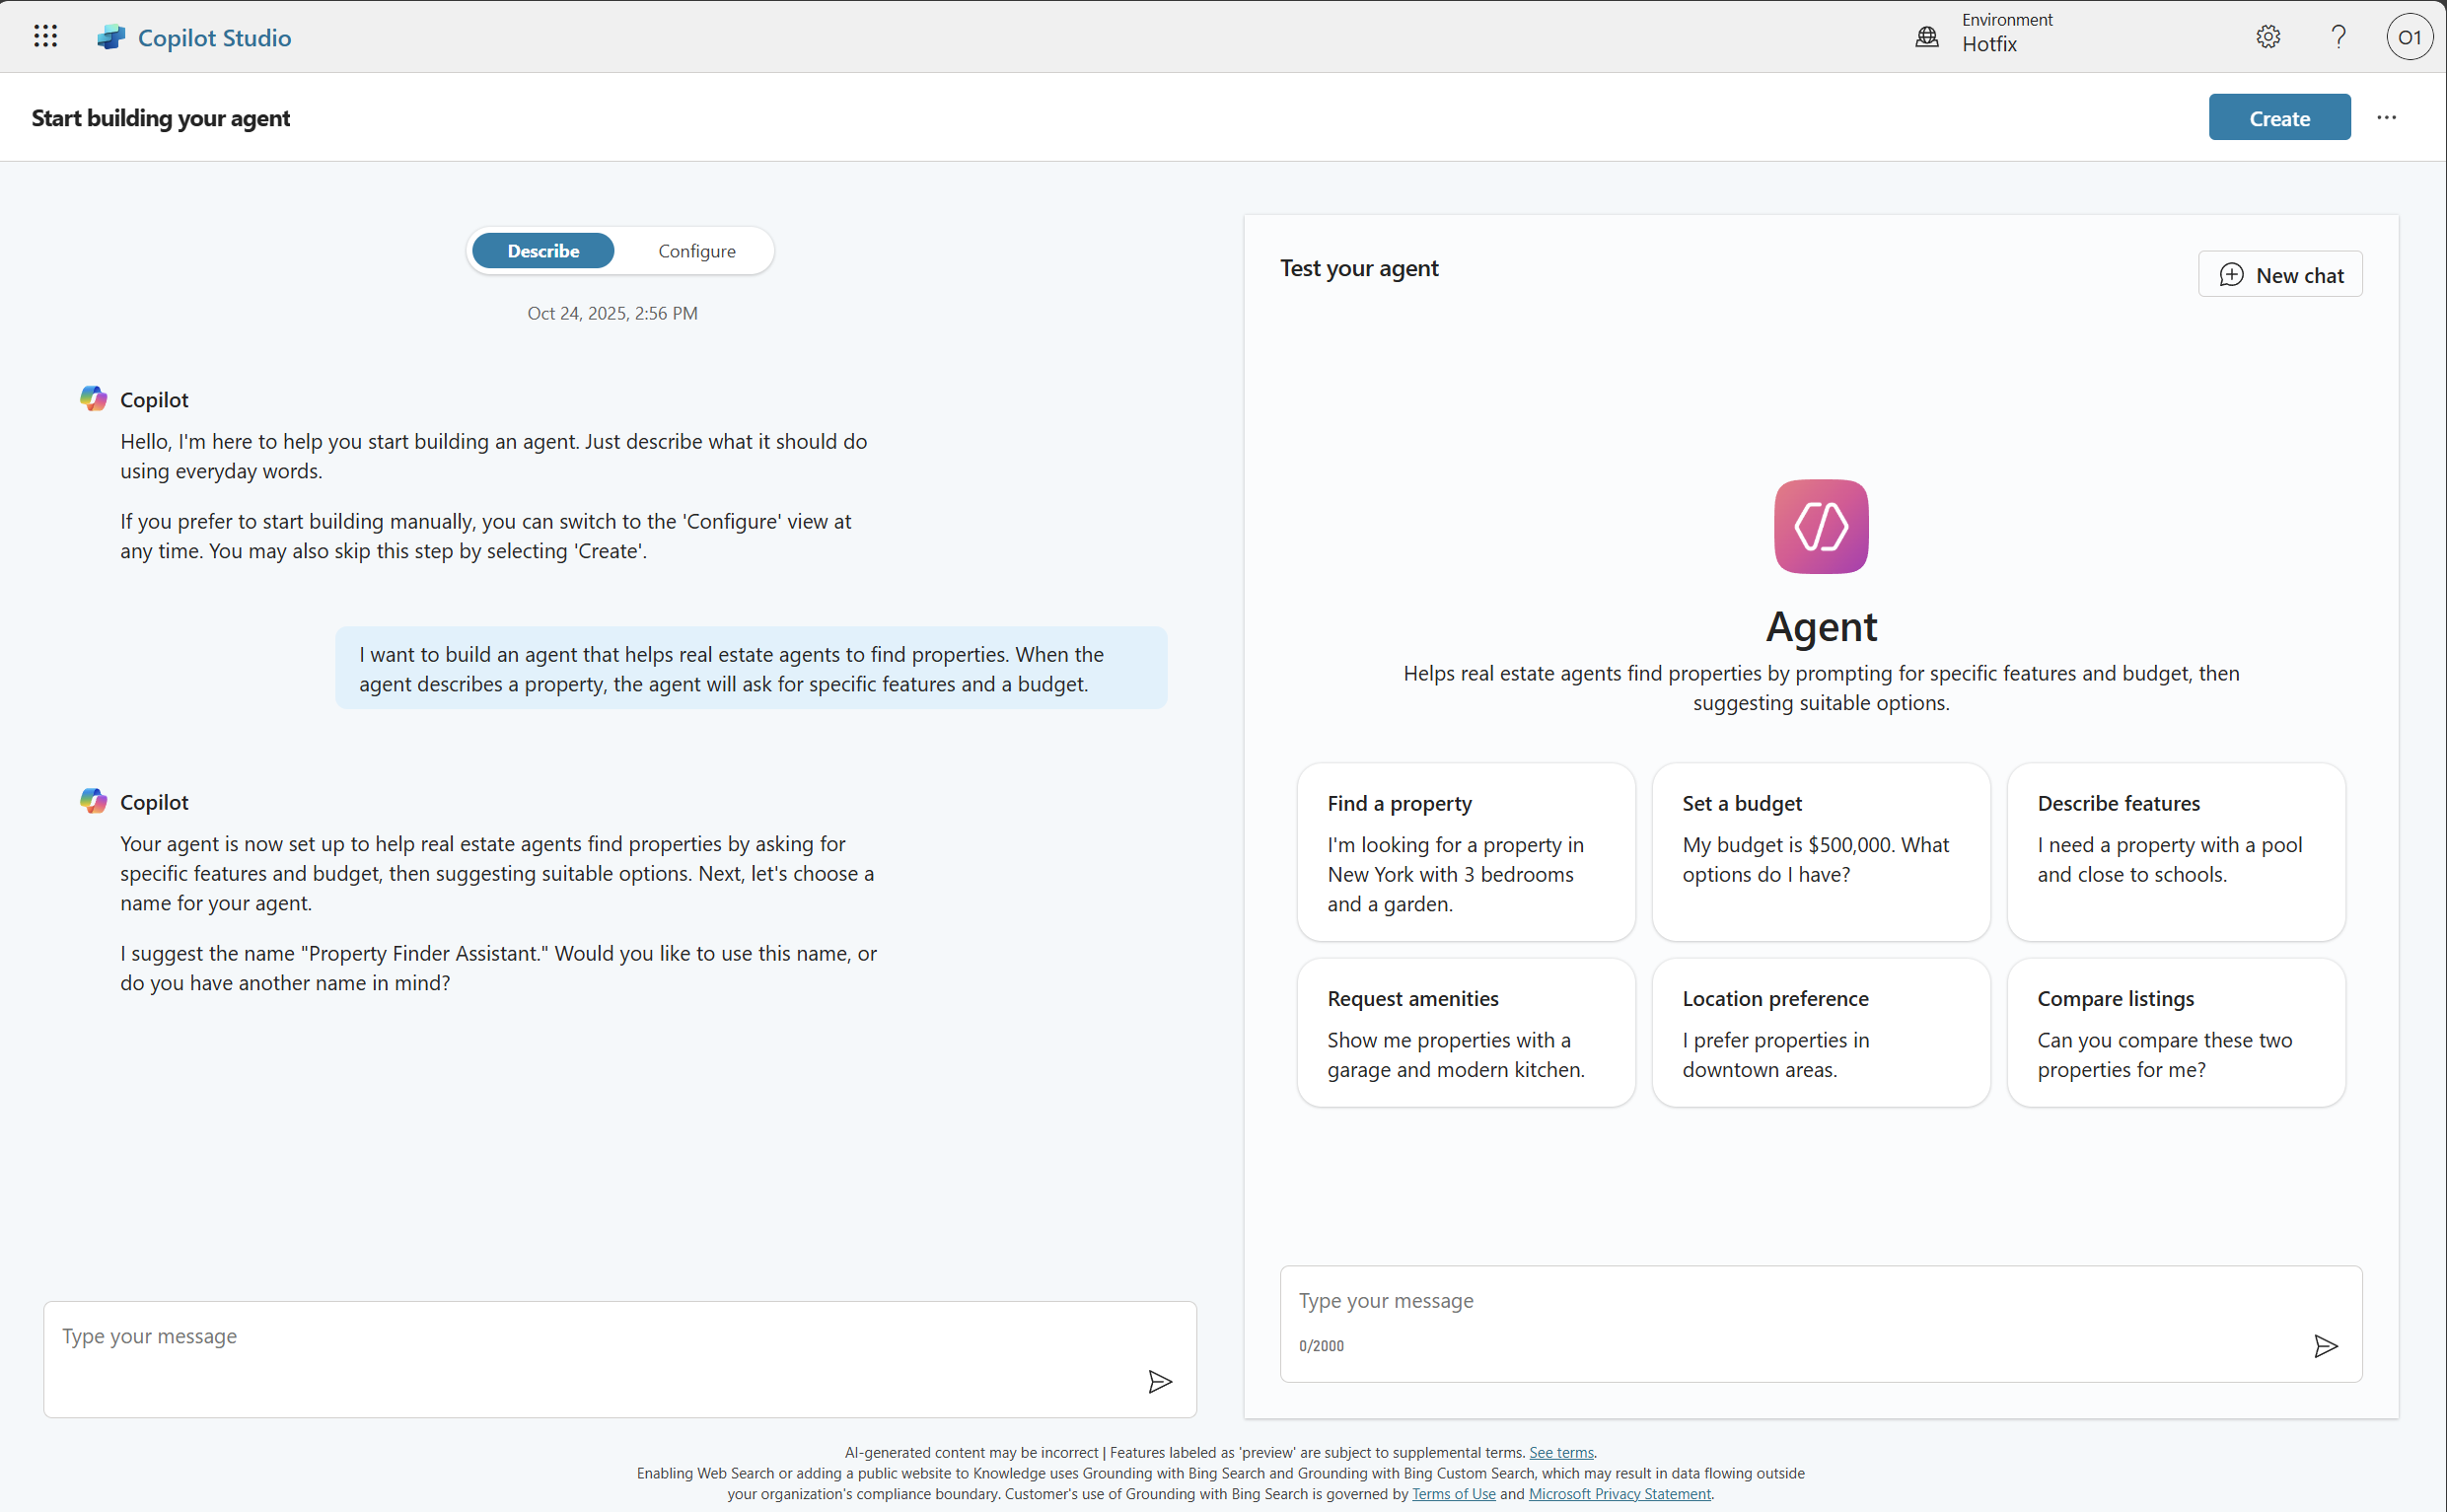 Copilot Studio
Environment
Hotfix
O1
Start building your agent
Create
Describe
Configure
Oct 24, 2025, 2:56 PM
Copilot
Hello, I'm here to help you start building an agent. Just describe what it should do
using everyday words.
If you prefer to start building manually, you can switch to the 'Configure' view at
any time. You may also skip this step by selecting 'Create'.
I want to build an agent that helps real estate agents to find properties. When the
agent describes a property, the agent will ask for specific features and a budget.
Copilot
Your agent is now set up to help real estate agents find properties by asking for
specific features and budget, then suggesting suitable options. Next, let's choose a
name for your agent.
I suggest the name "Property Finder Assistant." Would you like to use this name, or
do you have another name in mind?
Type your message
Test your agent
New chat
Agent
Helps real estate agents find properties by prompting for specific features and budget, then
suggesting suitable options.
Find a property
I'm looking for a property in
New York with 3 bedrooms
and a garden.
Set a budget
My budget is $500,000. What
options do I have?
Describe features
I need a property with a pool
and close to schools.
Request amenities
Show me properties with a
garage and modern kitchen.
Location preference
I prefer properties in
downtown areas.
Compare listings
Can you compare these two
properties for me?
Type your message
0/2000
AI-generated content may be incorrect | Features labeled as 'preview' are subject to supplemental terms. See terms.
Enabling Web Search or adding a public website to Knowledge uses Grounding with Bing Search and Grounding with Bing Custom Search, which may result in data flowing outside
your organization's compliance boundary. Customer's use of Grounding with Bing Search is governed by Terms of Use and Microsoft Privacy Statement.